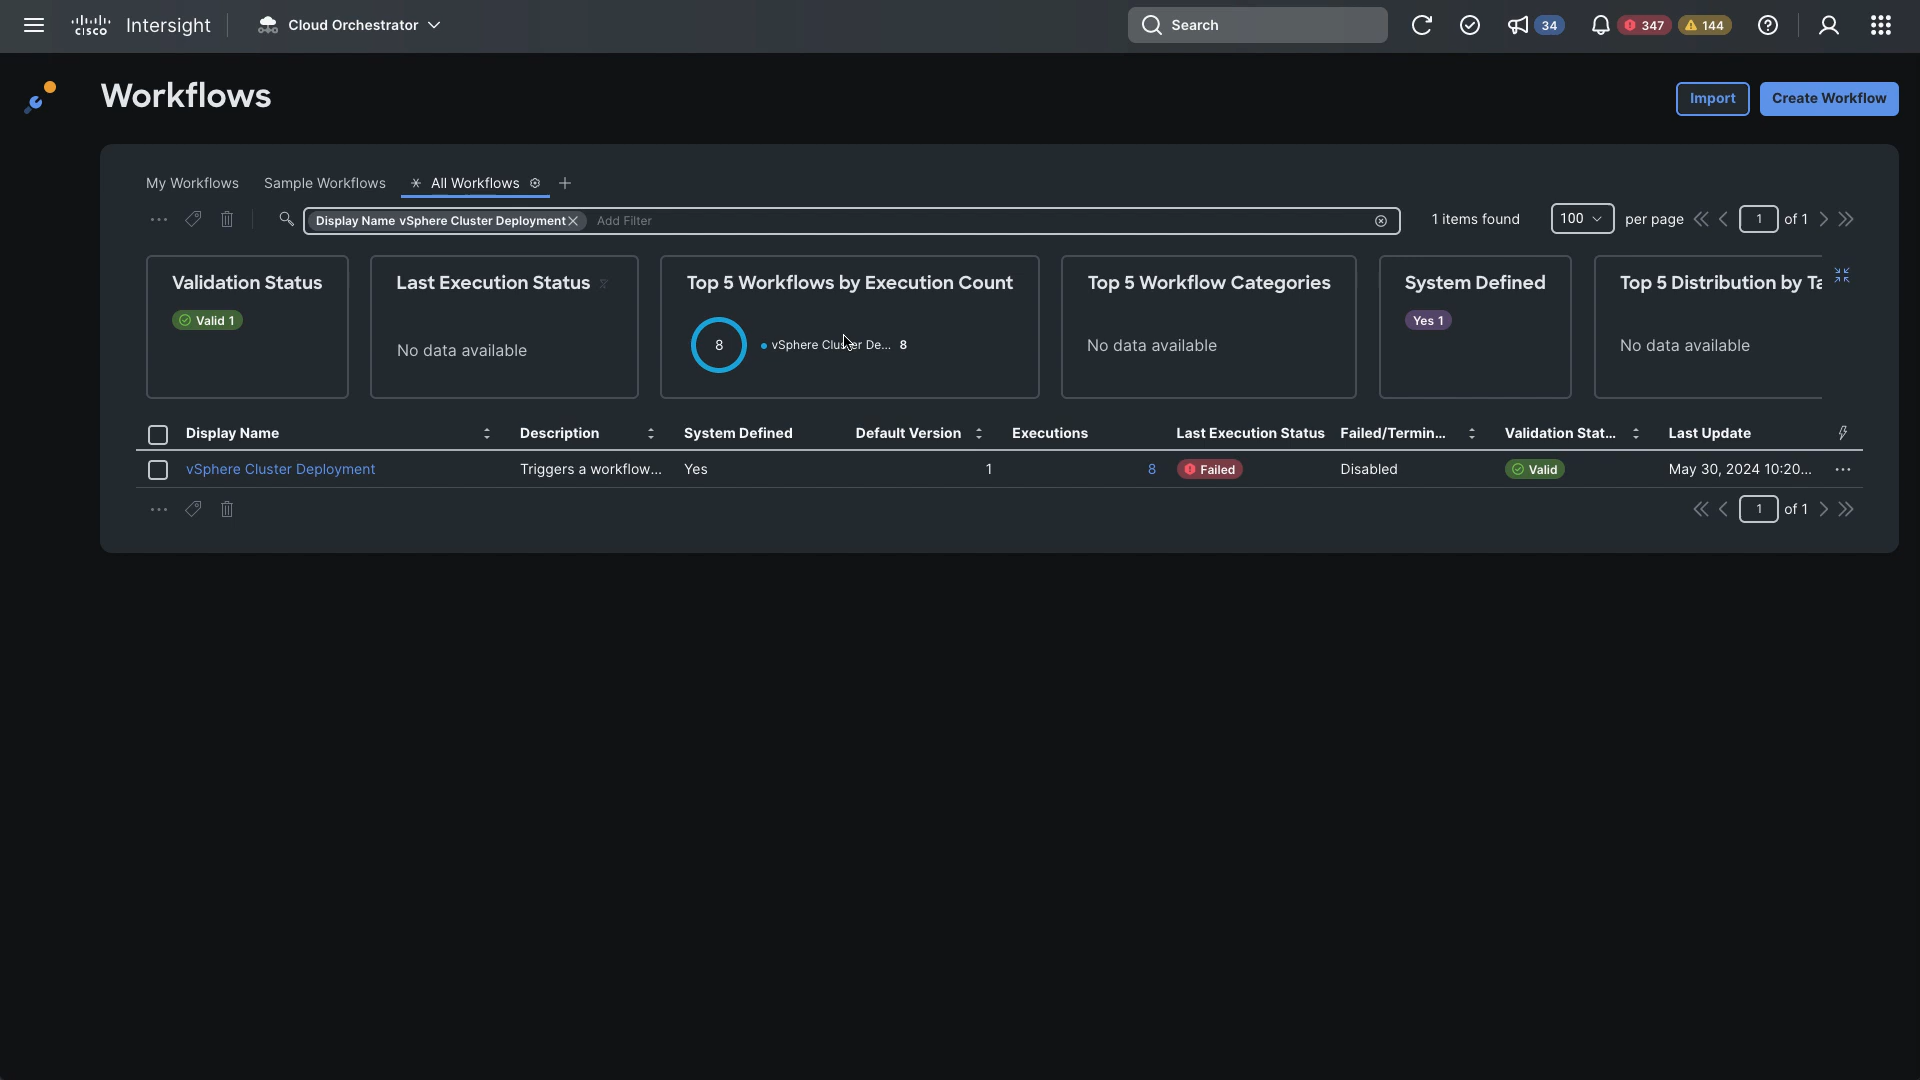 CISCO Intersight Cloud Orchestrator Search 34 347 144
Workflows Import Create Workflow
My Workflows Sample Workflows All Workflows
Display Name vSphere Cluster Deployment Add Filter 1 items found 100 per page 1 of 1
Validation Status
Valid 1
Last Execution Status
No data available
Top 5 Workflows by Execution Count
8 vSphere Cluster De... 8
Top 5 Workflow Categories
No data available
System Defined
Yes 1
Top 5 Distribution by Ta
No data available
Display Name Description System Defined Default Version Executions Last Execution Status Failed/Termin... Validation Stat... Last Update
vSphere Cluster Deployment Triggers a workflow... Yes 1 8 Failed Disabled Valid May 30, 2024 10:20... ...
1 of 1